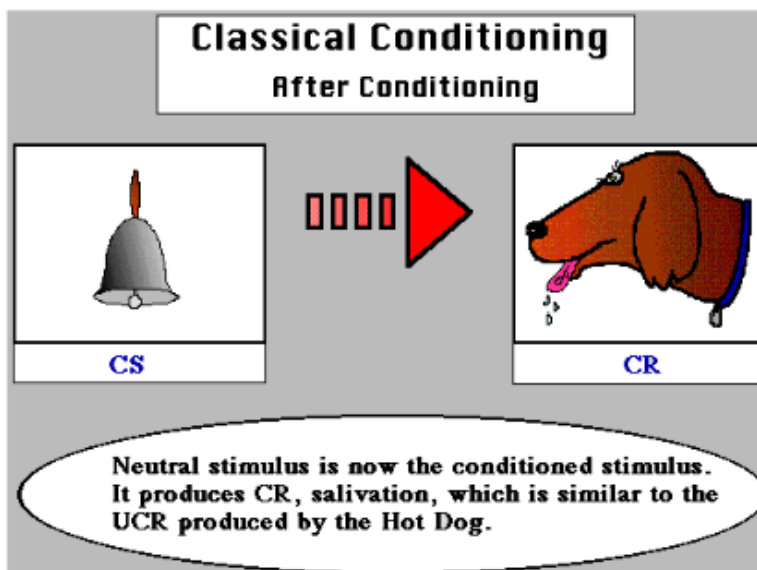 Classical Conditioning
After Conditioning
CS
CR
Neutral stimulus is now the conditioned stimulus.
It produces CR, salivation, which is similar to the
UCR produced by the Hot Dog.